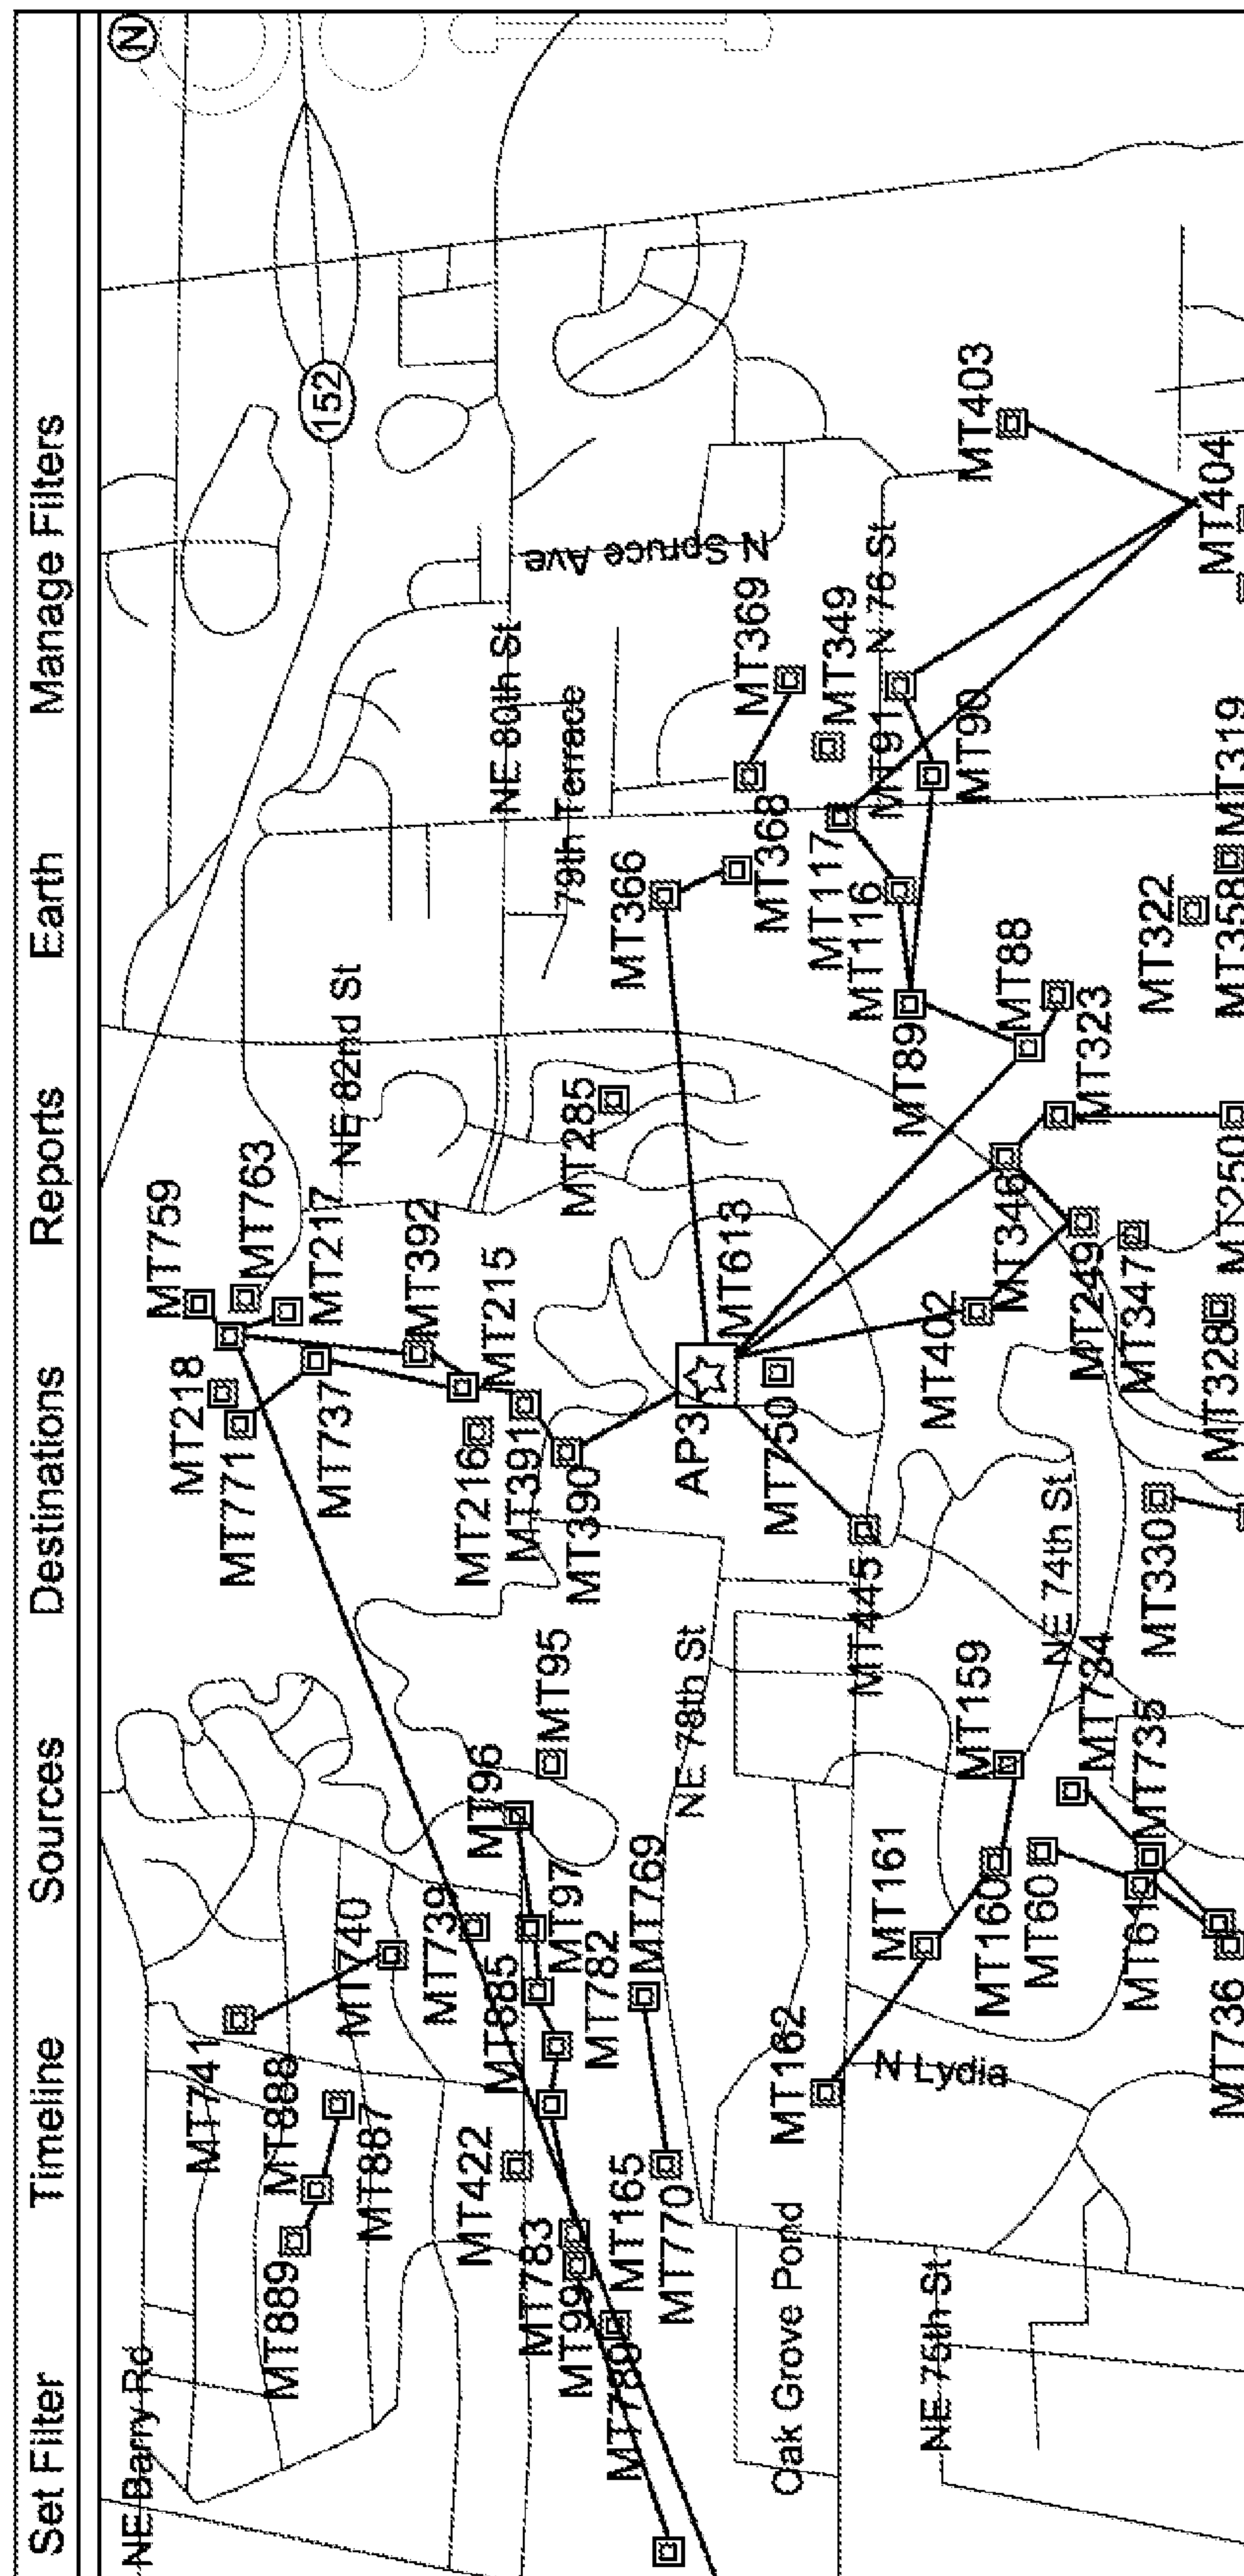 Set Filter Timeline Sources Destinations Reports Earth Manage Filters
N
NE Barry Rd
152
MT759
MT763
MT218
MT217
MT771
MT737
NE 82nd St
MT741
MT740
MT888
MT889
MT887
MT392
MT739
MT215
MT422
MT885
MT96
MT216
NE 80th St
MT783
MT391
N Spruce Ave
MT99
MT97
MT95
MT390
MT285
79th Terrace
MT782
MT165
MT789
MT366
MT769
MT770
NE 78th St
AP3
MT613
MT369
MT368
MT750
Oak Grove Pond
MT162
MT117
MT349
MT445
MT116
MT91
N 76 St
MT161
MT89
NE 75th St
N Lydia
MT402
MT90
MT403
MT159
MT160
MT346
MT88
MT60
NE 74th St
MT249
MT323
MT734
MT347
MT735
MT330
MT322
MT736
MT328
MT250
MT358
MT319
MT404